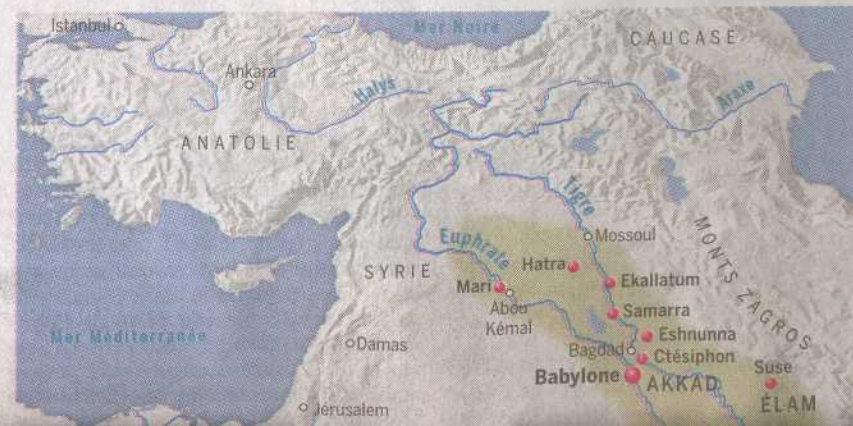 Istanbul
Mer Noire
CAUCASE
Ankara
Halys
Araxe
ANATOLIE
Tigre
Mossoul
MONTS ZAGROS
Euphrate
SYRIE
Hatra
Ekallatum
Mari
Abou
Kémal
Samarra
Mer Méditerranée
Damas
Eshnunna
Bagdad
Ctésiphon
Babylone
AKKAD
Suse
ÉLAM
Jérusalem